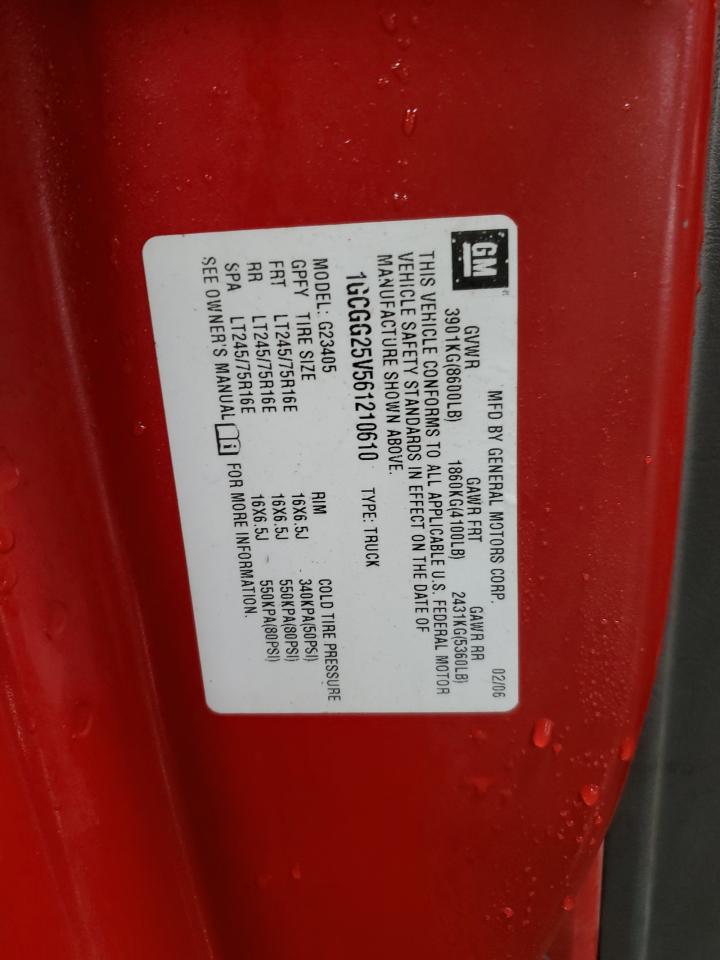 GM
MFD BY GENERAL MOTORS CORP. 02/06
GVWR GAWR FRT GAWR RR
3901KG(8600LB) 1860KG(4100LB) 2431KG(5360LB)
THIS VEHICLE CONFORMS TO ALL APPLICABLE U.S. FEDERAL MOTOR
VEHICLE SAFETY STANDARDS IN EFFECT ON THE DATE OF
MANUFACTURE SHOWN ABOVE.
1GCGG25V561210610 TYPE: TRUCK
MODEL: G23405
GPFY TIRE SIZE RIM COLD TIRE PRESSURE
FRT LT245/75R16E 16X6.5J 340KPA(50PSI)
RR LT245/75R16E 16X6.5J 550KPA(80PSI)
SPA LT245/75R16E 16X6.5J 550KPA(80PSI)
SEE OWNER'S MANUAL FOR MORE INFORMATION.